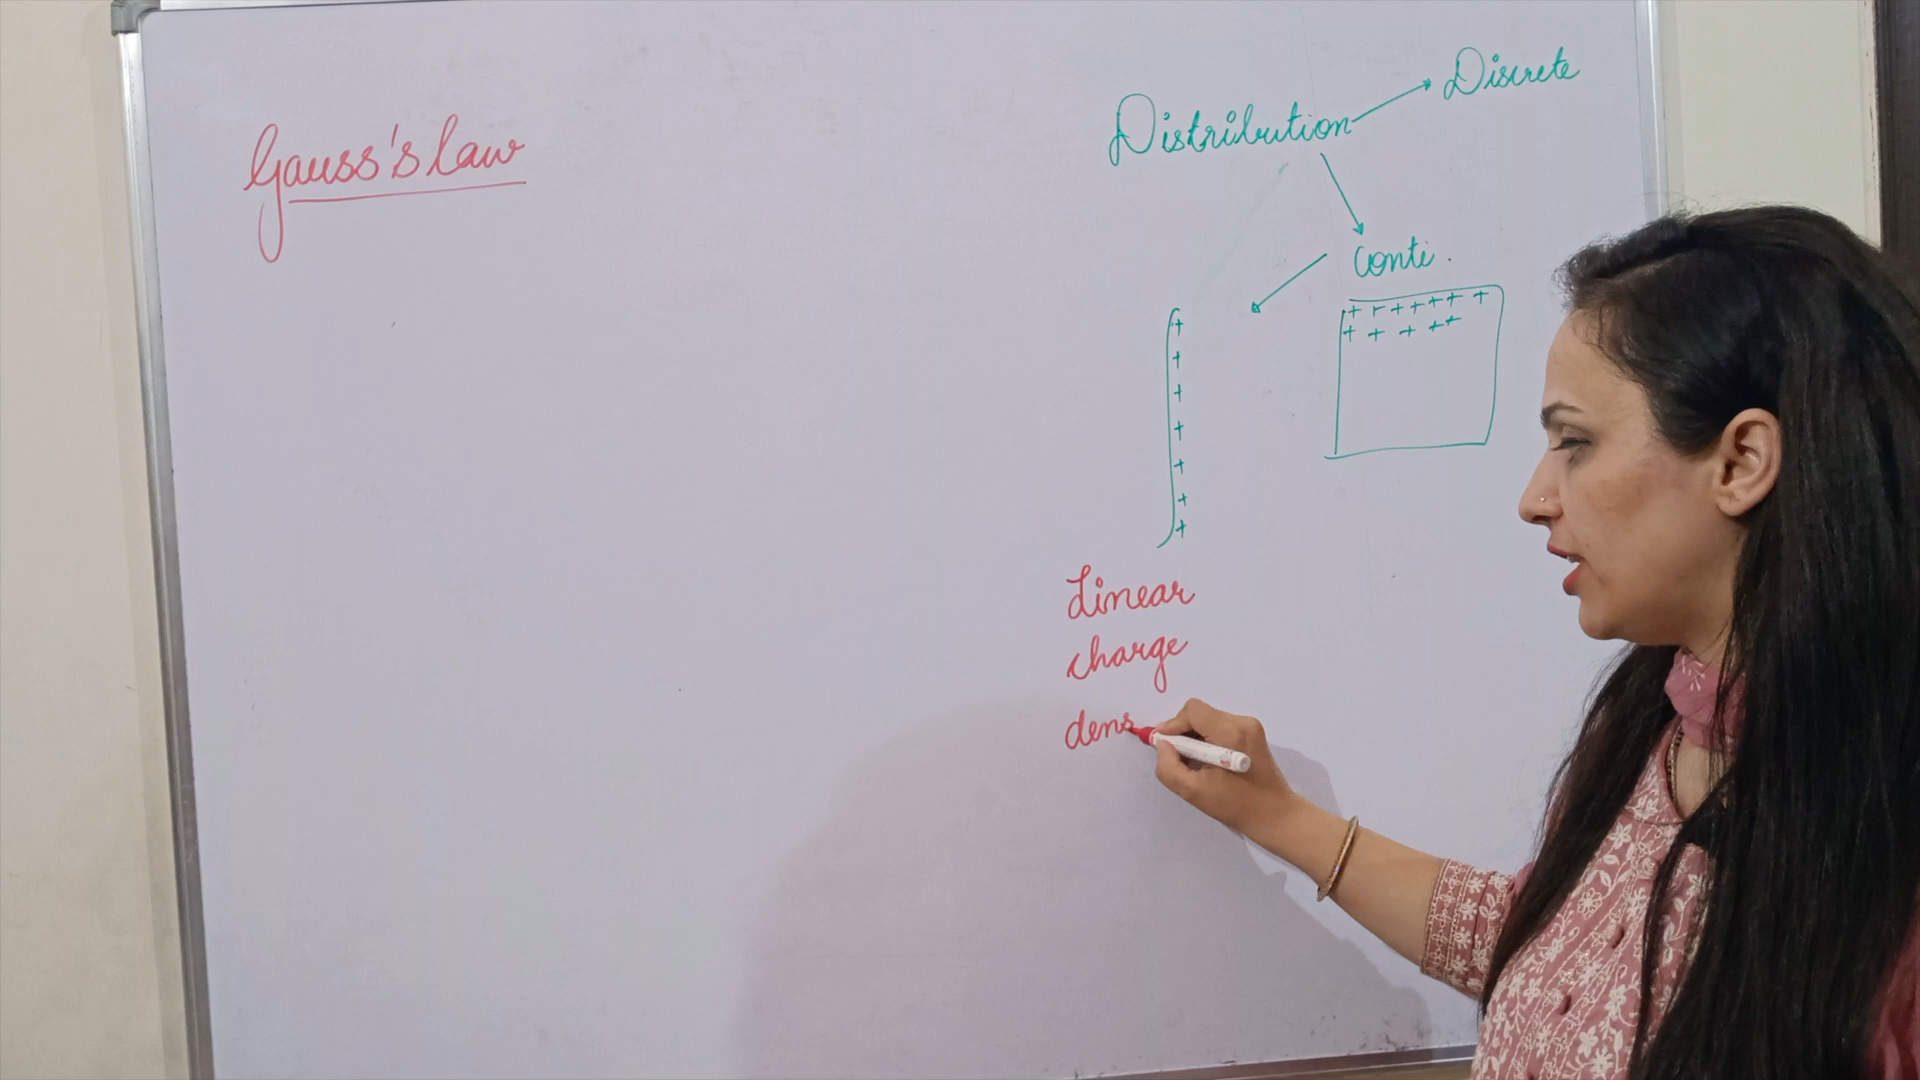 Gauss's law
Distribution
Discrete
Conti.
+ + + + + + +
+ + + + +
+
+
+
+
+
+
+
Linear
charge
dens